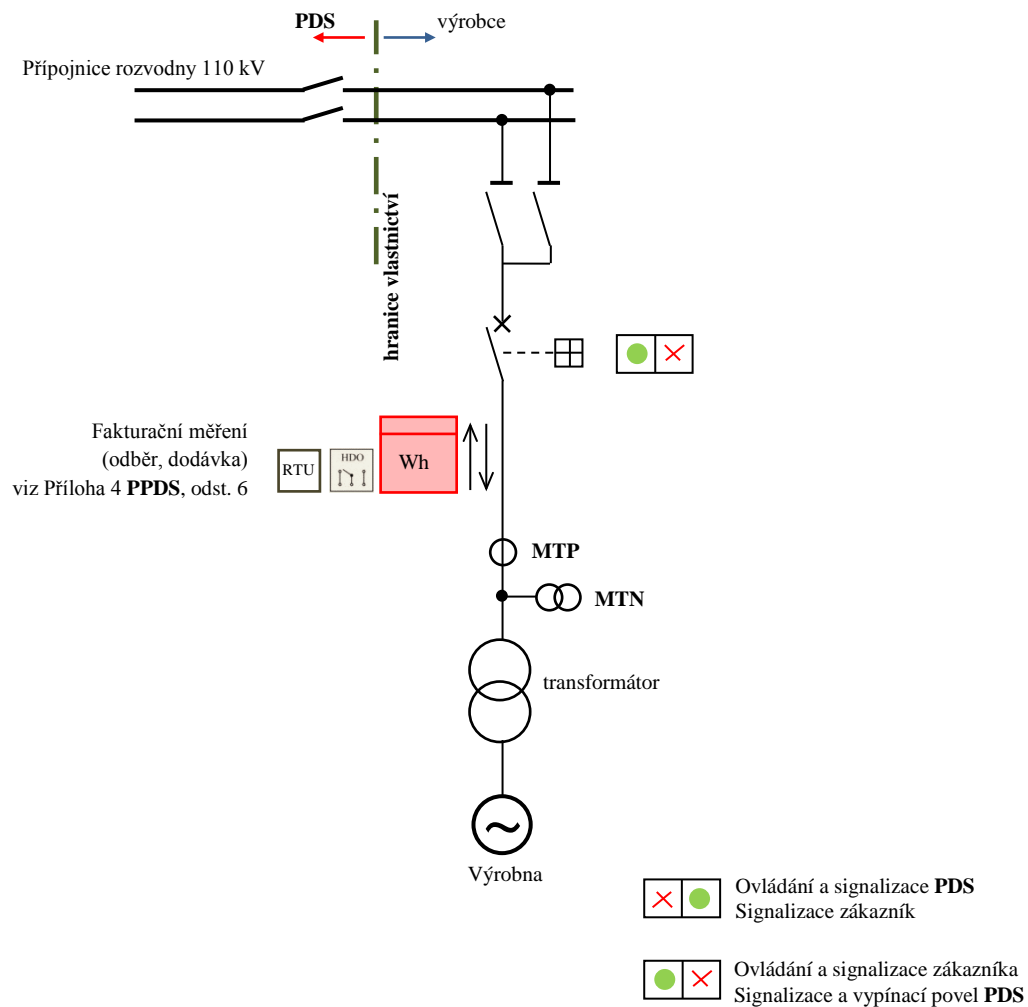 PDS
výrobce
Přípojnice rozvodny 110 kV
hranice vlastnictví
Fakturační měření
(odběr, dodávka)
viz Příloha 4 PPDS, odst. 6
RTU
HDO
Wh
MTP
MTN
transformátor
~
Výrobna
Ovládání a signalizace PDS
Signalizace zákazník
Ovládání a signalizace zákazníka
Signalizace a vypínací povel PDS